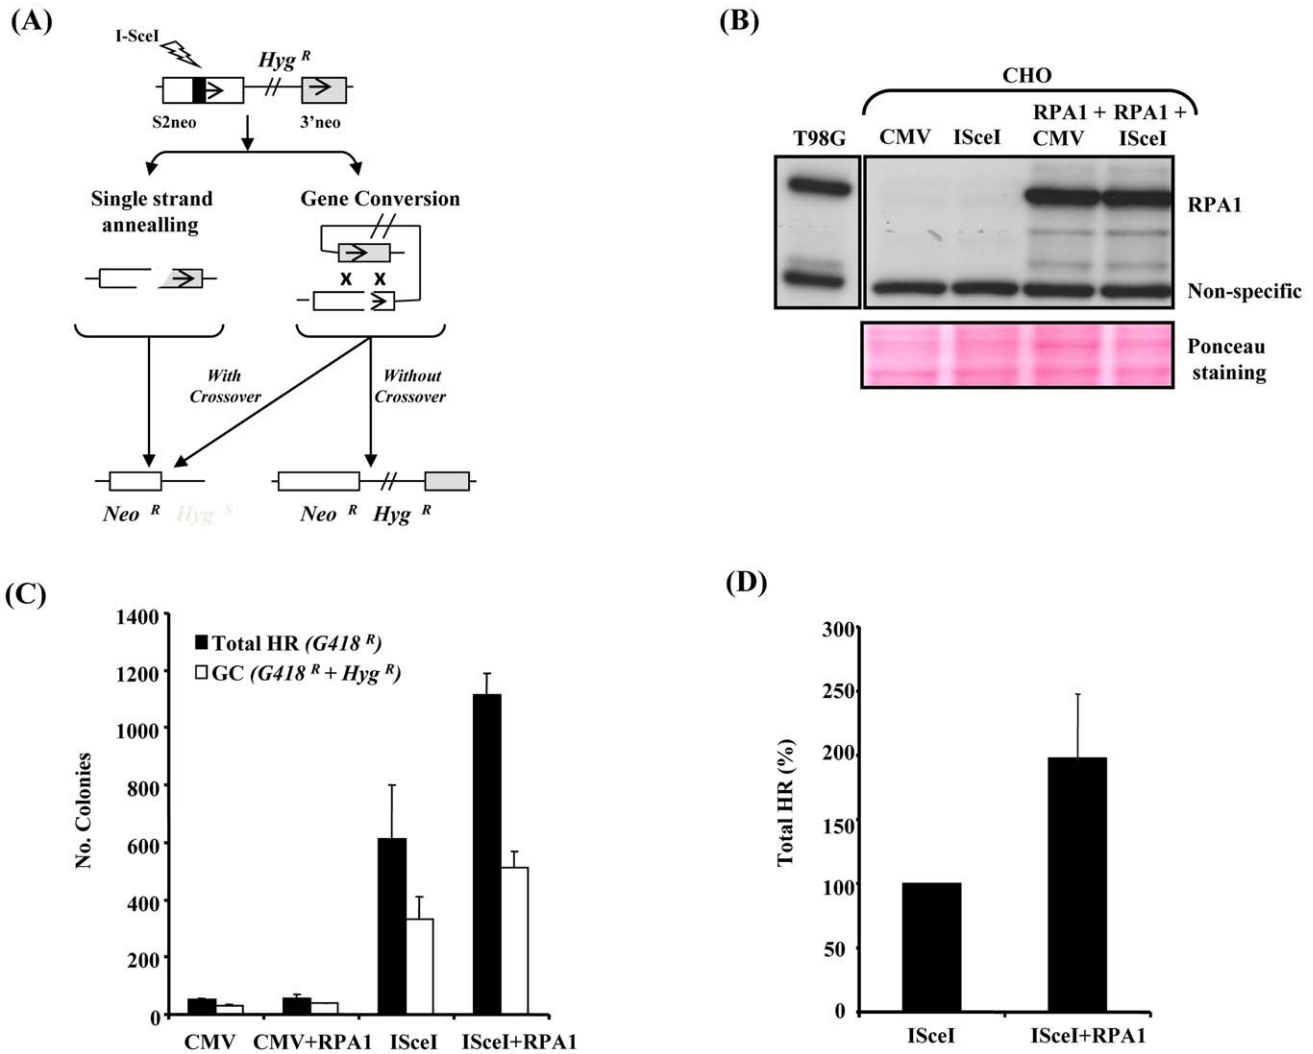 (A)
I-SceI
Hyg R
S2neo
3'neo
Single strand
annealling
Gene Conversion
X X
With
Crossover
Without
Crossover
Neo R Hyg S
Neo R Hyg R
(B)
CHO
T98G
CMV
ISceI
RPA1 +
CMV
RPA1 +
ISceI
RPA1
Non-specific
Ponceau
staining
(C)
No. Colonies
1400
1200
1000
800
600
400
200
0
Total HR (G418 R)
GC (G418 R + Hyg R)
CMV
CMV+RPA1
ISceI
ISceI+RPA1
(D)
Total HR (%)
300
250
200
150
100
50
0
ISceI
ISceI+RPA1